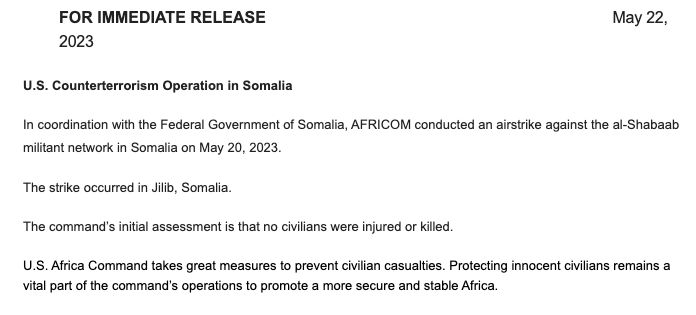 FOR IMMEDIATE RELEASE May 22,
2023
U.S. Counterterrorism Operation in Somalia
In coordination with the Federal Government of Somalia, AFRICOM conducted an airstrike against the al-Shabaab
militant network in Somalia on May 20, 2023.
The strike occurred in Jilib, Somalia.
The command's initial assessment is that no civilians were injured or killed.
U.S. Africa Command takes great measures to prevent civilian casualties. Protecting innocent civilians remains a
vital part of the command's operations to promote a more secure and stable Africa.